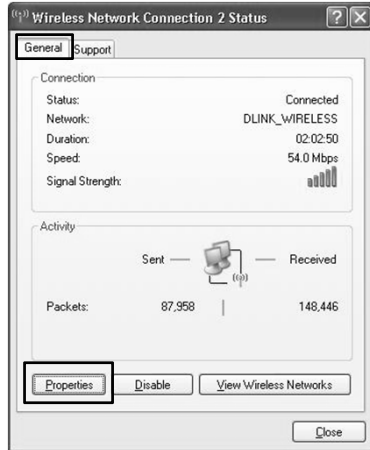 Wireless Network Connection 2 Status
General Support
Connection
Status: Connected
Network: DLINK_WIRELESS
Duration: 02:02:50
Speed: 54.0 Mbps
Signal Strength:
Activity
Sent — — Received
Packets: 87,958 | 148,446
Properties Disable View Wireless Networks
Close